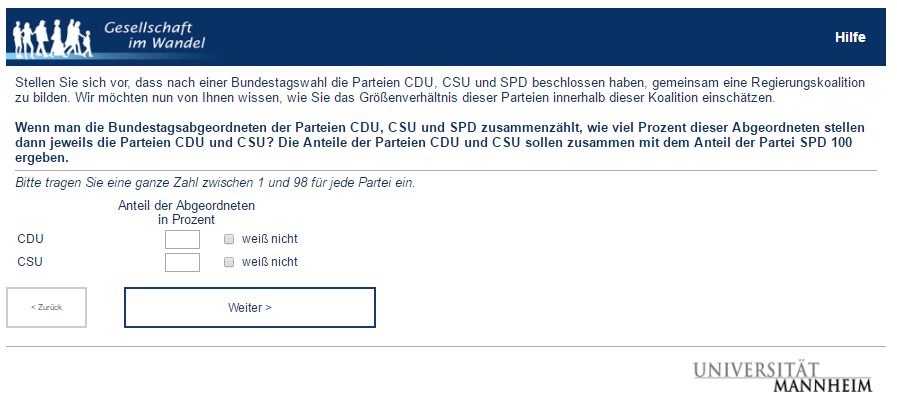 Gesellschaft
im Wandel
Hilfe
Stellen Sie sich vor, dass nach einer Bundestagswahl die Parteien CDU, CSU und SPD beschlossen haben, gemeinsam eine Regierungskoalition
zu bilden. Wir möchten nun von Ihnen wissen, wie Sie das Größenverhältnis dieser Parteien innerhalb dieser Koalition einschätzen.
Wenn man die Bundestagsabgeordneten der Parteien CDU, CSU und SPD zusammenzählt, wie viel Prozent dieser Abgeordneten stellen
dann jeweils die Parteien CDU und CSU? Die Anteile der Parteien CDU und CSU sollen zusammen mit dem Anteil der Partei SPD 100
ergeben.
Bitte tragen Sie eine ganze Zahl zwischen 1 und 98 für jede Partei ein.
Anteil der Abgeordneten
in Prozent
CDU weiß nicht
CSU weiß nicht
< Zurück Weiter >
UNIVERSITÄT
MANNHEIM